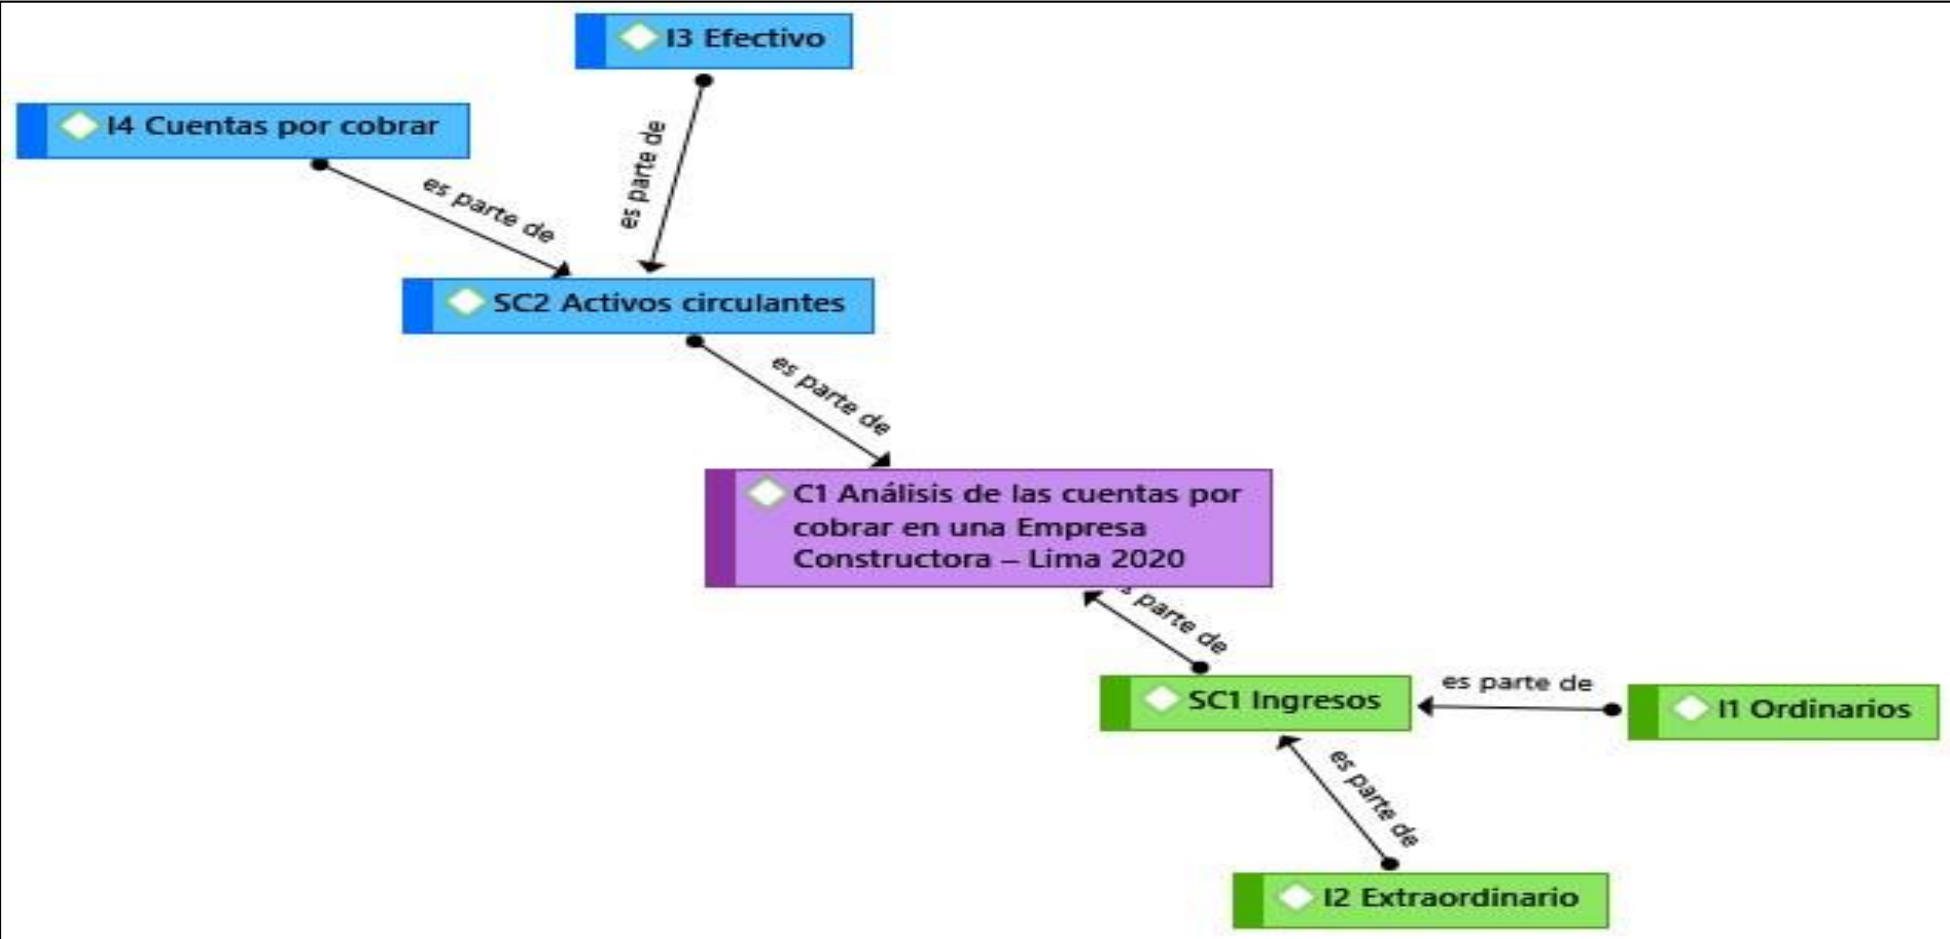 I3 Efectivo
I4 Cuentas por cobrar
es parte de
es parte de
SC2 Activos circulantes
es parte de
C1 Análisis de las cuentas por
cobrar en una Empresa
Constructora – Lima 2020
parte de
SC1 Ingresos
es parte de
I1 Ordinarios
es parte de
I2 Extraordinario